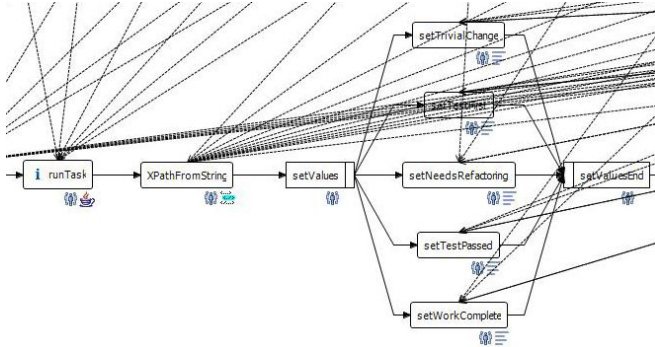 setTrivialChange
runTask
XPathFromString
setValues
setNeedsRefactoring
setValuesEnd
setTestPassed
setWorkComplete